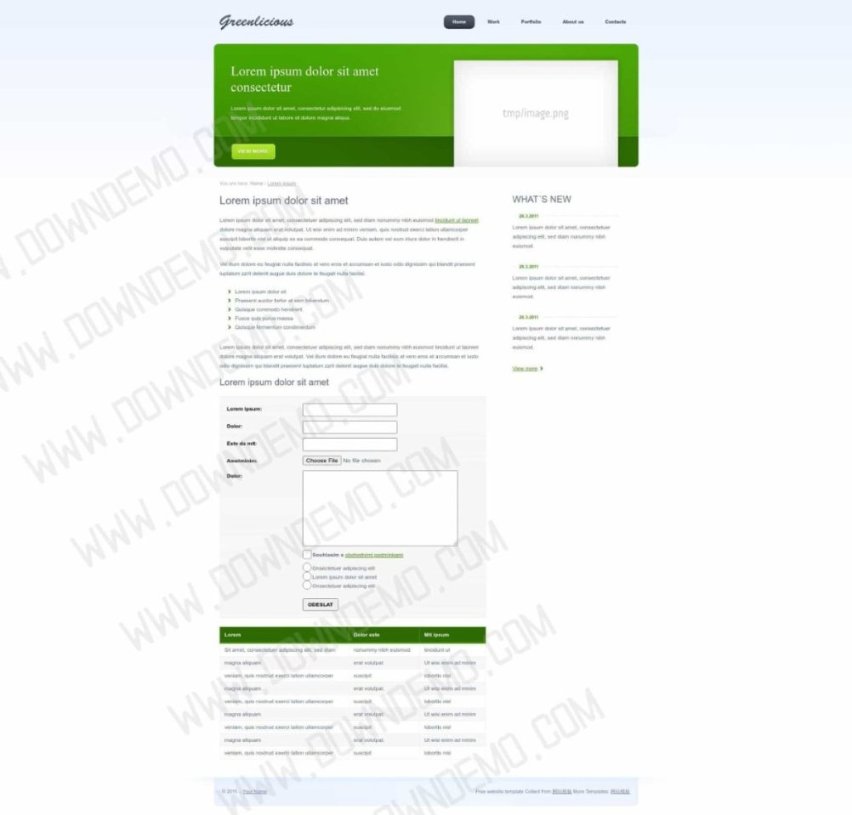 Greenlicious
Home Work Portfolio About us Contacts
Lorem ipsum dolor sit amet
consectetur
Lorem ipsum dolor sit amet, consectetur adipiscing elit, sed do eiusmod
tempor incididunt ut labore et dolore magna aliqua.
VIEW MORE
tmp/image.png
You are here: Home Lorem ipsum
Lorem ipsum dolor sit amet
Lorem ipsum dolor sit amet, consectetuer adipiscing elit, sed diam nonummy nibh euismod tincidunt ut laoreet
dolore magna aliquam erat volutpat. Ut wisi enim ad minim veniam, quis nostrud exerci tation ullamcorper
suscipit lobortis nisl ut aliquip ex ea commodo consequat. Duis autem vel eum iriure dolor in hendrerit in
vulputate velit esse molestie consequat.
Vel illum dolore eu feugiat nulla facilisis at vero eros et accumsan et iusto odio dignissim qui blandit praesent
luptatum zzril delenit augue duis dolore te feugait nulla facilisi.
Lorem ipsum dolor sit
Praesent auctor tortor at sem bibendum
Quisque commodo hendrerit
Fusce quis purus massa
Quisque fermentum condimentum
Lorem ipsum dolor sit amet, consectetuer adipiscing elit, sed diam nonummy nibh euismod tincidunt ut laoreet
dolore magna aliquam erat volutpat. Vel illum dolore eu feugiat nulla facilisis at vero eros et accumsan et iusto
odio dignissim qui blandit praesent luptatum zzril delenit augue duis dolore te feugait nulla facilisi.
Lorem ipsum dolor sit amet
Lorem ipsum:
Dolor:
Este da mit:
Choose File No file chosen
Dolor:
Souhlasím s
Consectetuer adipiscing elit
Lorem ipsum dolor sit amet
Consectetuer adipiscing elit
ODESLAT
Lorem Dolor este Mit ipsum
Sit amet, consectetuer adipiscing elit, sed diam nonummy nibh euismod tincidunt ut
magna aliquam erat volutpat. Ut wisi enim ad minim
veniam, quis nostrud exerci tation ullamcorper suscipit lobortis nisl
magna aliquam erat volutpat. Ut wisi enim ad minim
veniam, quis nostrud exerci tation ullamcorper suscipit lobortis nisl
magna aliquam erat volutpat. Ut wisi enim ad minim
veniam, quis nostrud exerci tation ullamcorper suscipit lobortis nisl
magna aliquam erat volutpat. Ut wisi enim ad minim
veniam, quis nostrud exerci tation ullamcorper suscipit lobortis nisl
WHAT´S NEW
28.3.2011
Lorem ipsum dolor sit amet, consectetuer
adipiscing elit, sed diam nonummy nibh
euismod.
28.3.2011
Lorem ipsum dolor sit amet, consectetuer
adipiscing elit, sed diam nonummy nibh
euismod.
28.3.2011
Lorem ipsum dolor sit amet, consectetuer
adipiscing elit, sed diam nonummy nibh
euismod.
View more
Your Name
Free website template Collect from More Templates
WWW.DOWNDEMO.COM
WWW.DOWNDEMO.COM
WWW.DOWNDEMO.COM
WWW.DOWNDEMO.COM
WWW.DOWNDEMO.COM
WWW.DOWNDEMO.COM